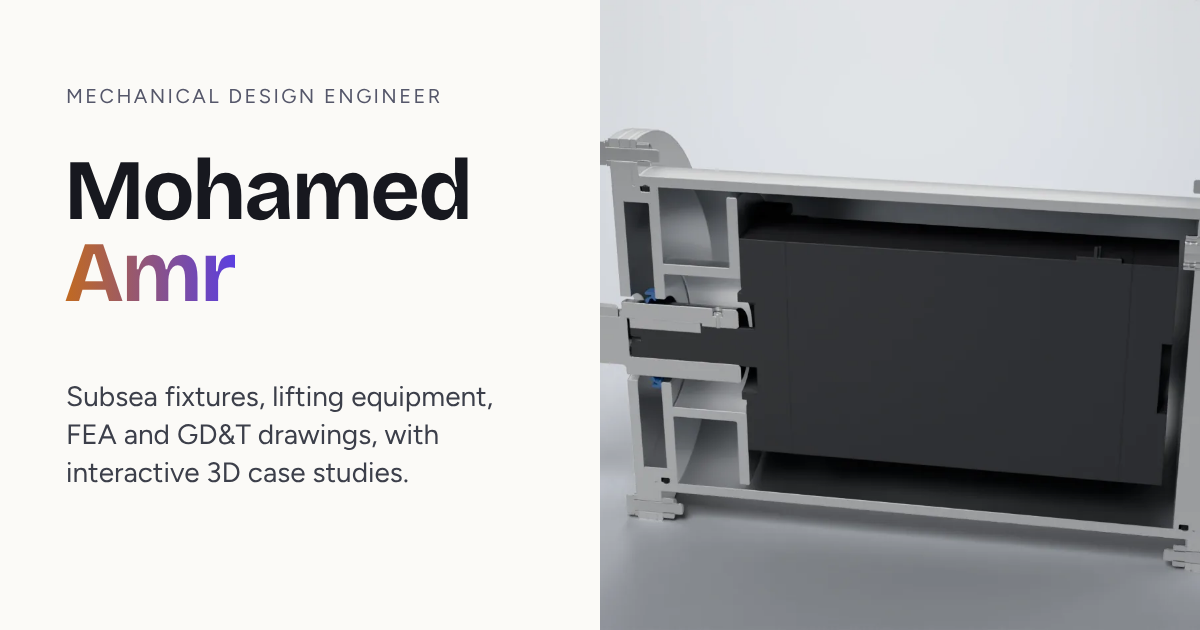 MECHANICAL DESIGN ENGINEER
Mohamed
Amr
Subsea fixtures, lifting equipment,
FEA and GD&T drawings, with
interactive 3D case studies.